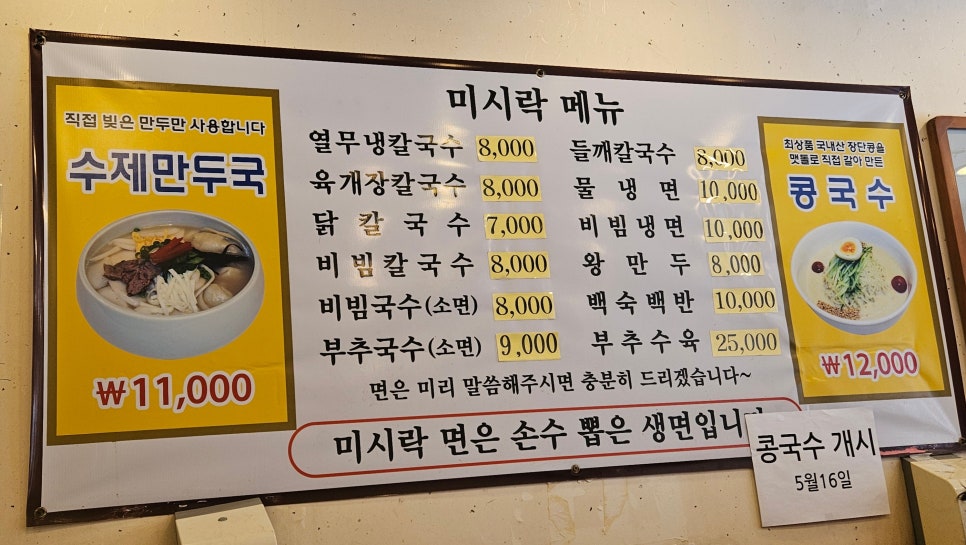 직접 빚은 만두만 사용합니다
수제만두국
₩11,000
미시락 메뉴
열무냉칼국수 8,000
육개장칼국수 8,000
닭칼국수 7,000
비빔칼국수 8,000
비빔국수(소면) 8,000
부추국수(소면) 9,000
들깨칼국수 8,000
물냉면 10,000
비빔냉면 10,000
왕만두 8,000
백숙백반 10,000
부추수육 25,000
면은 미리 말씀해주시면 충분히 드리겠습니다~
미시락 면은 손수 뽑은 생면입니다
최상품 국내산 장단콩을
맷돌로 직접 갈아 만든
콩국수
₩12,000
콩국수 개시
5월16일